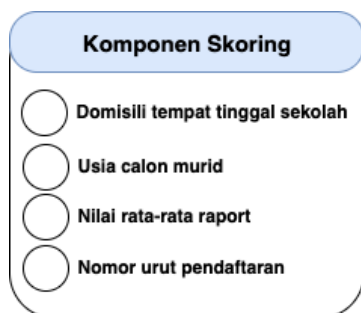 Komponen Skoring
Domisili tempat tinggal sekolah
Usia calon murid
Nilai rata-rata raport
Nomor urut pendaftaran